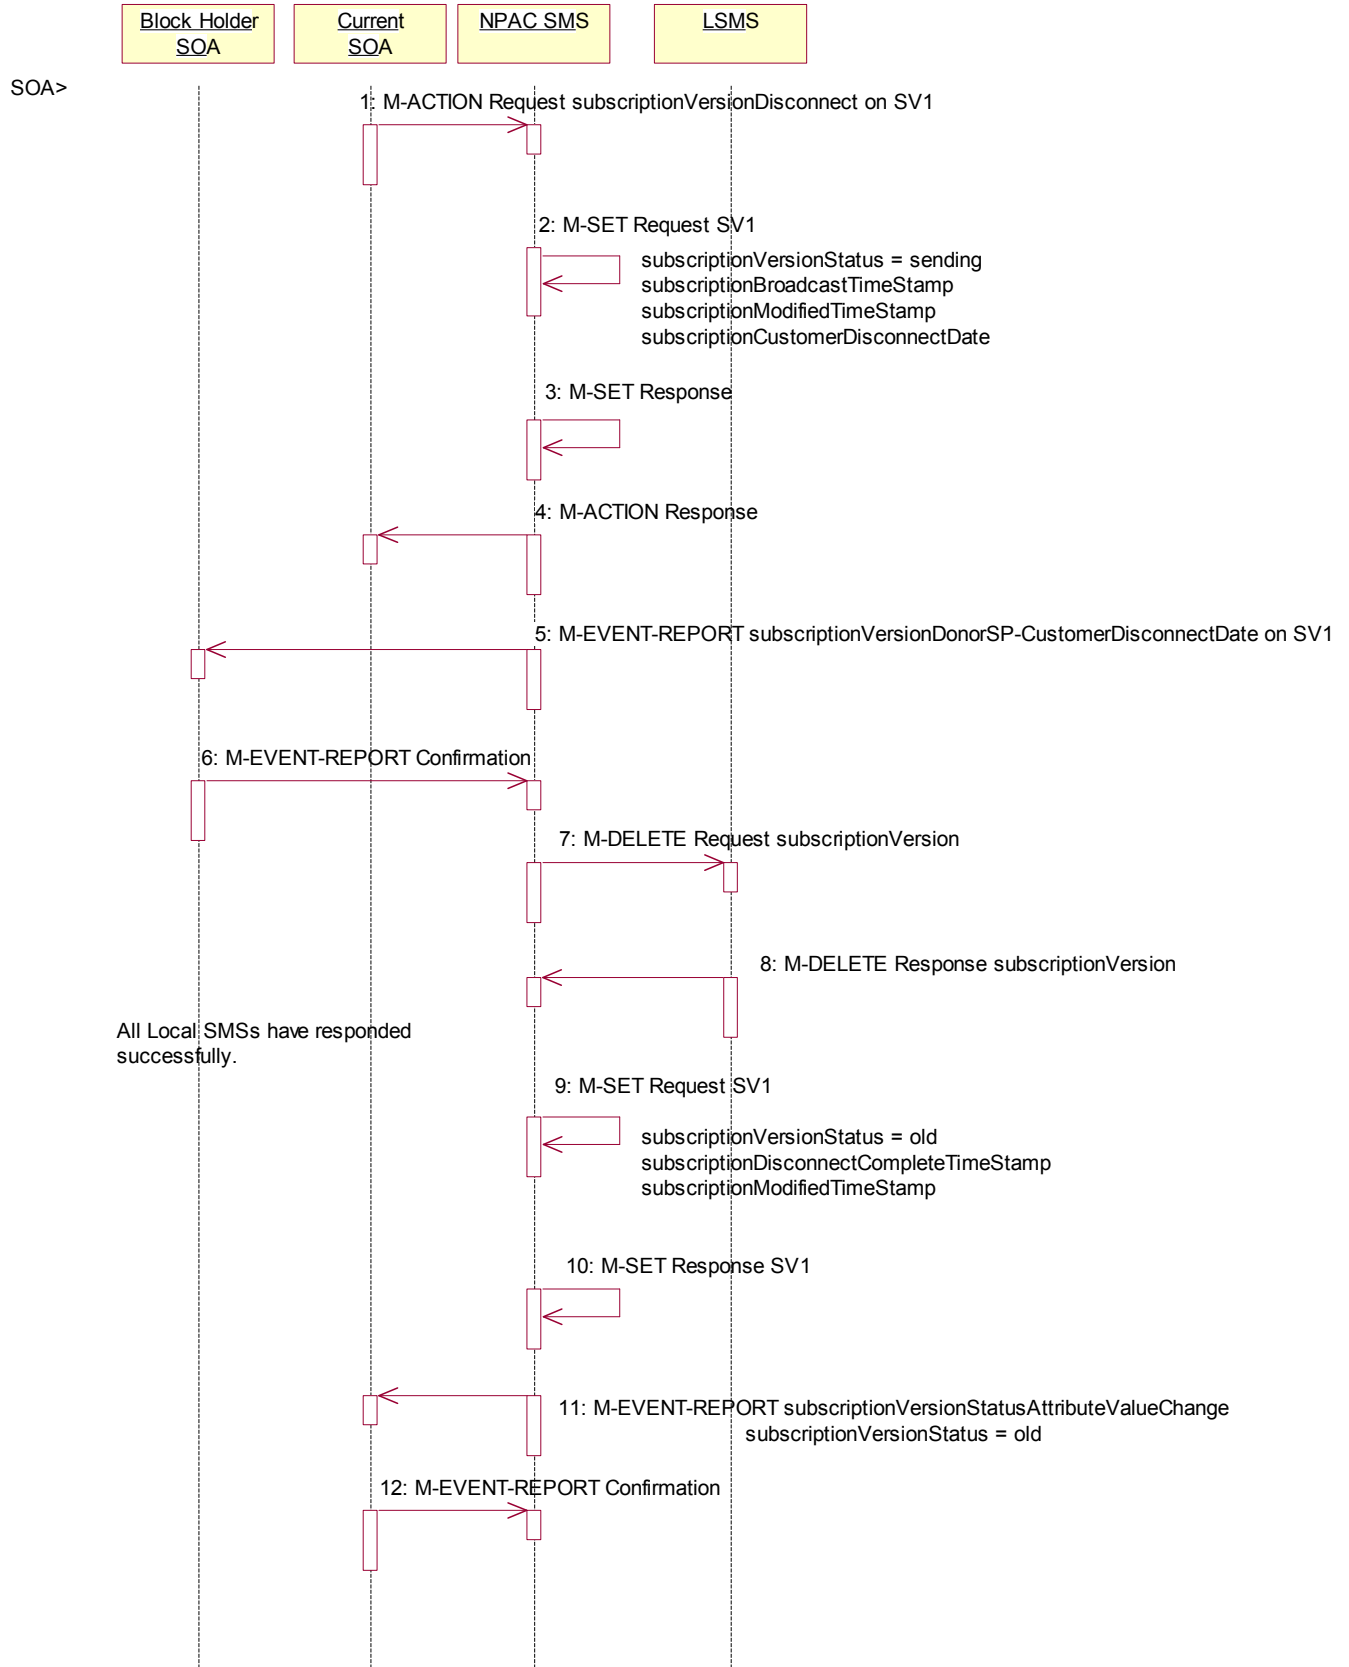 Block Holder
SOA
Current
SOA
NPAC SMS
LSMS
SOA>
1: M-ACTION Request subscriptionVersionDisconnect on SV1
2: M-SET Request SV1
subscriptionVersionStatus = sending
subscriptionBroadcastTimeStamp
subscriptionModifiedTimeStamp
subscriptionCustomerDisconnectDate
3: M-SET Response
4: M-ACTION Response
5: M-EVENT-REPORT subscriptionVersionDonorSP-CustomerDisconnectDate on SV1
6: M-EVENT-REPORT Confirmation
7: M-DELETE Request subscriptionVersion
8: M-DELETE Response subscriptionVersion
All Local SMSs have responded
successfully.
9: M-SET Request SV1
subscriptionVersionStatus = old
subscriptionDisconnectCompleteTimeStamp
subscriptionModifiedTimeStamp
10: M-SET Response SV1
11: M-EVENT-REPORT subscriptionVersionStatusAttributeValueChange
subscriptionVersionStatus = old
12: M-EVENT-REPORT Confirmation